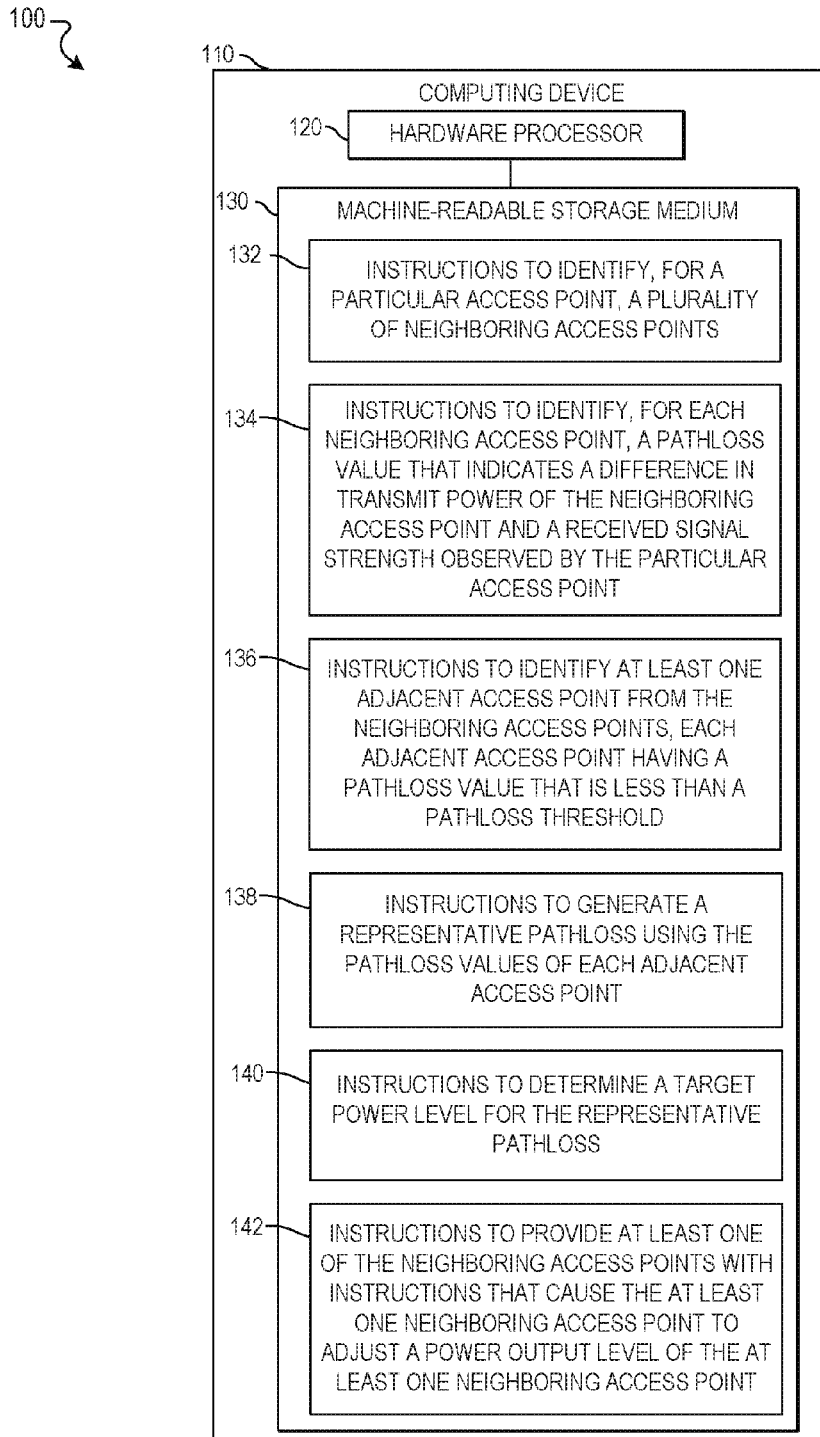 100
110
COMPUTING DEVICE
120
HARDWARE PROCESSOR
130
MACHINE-READABLE STORAGE MEDIUM
132
INSTRUCTIONS TO IDENTIFY, FOR A
PARTICULAR ACCESS POINT, A PLURALITY
OF NEIGHBORING ACCESS POINTS
134
INSTRUCTIONS TO IDENTIFY, FOR EACH
NEIGHBORING ACCESS POINT, A PATHLOSS
VALUE THAT INDICATES A DIFFERENCE IN
TRANSMIT POWER OF THE NEIGHBORING
ACCESS POINT AND A RECEIVED SIGNAL
STRENGTH OBSERVED BY THE PARTICULAR
ACCESS POINT
136
INSTRUCTIONS TO IDENTIFY AT LEAST ONE
ADJACENT ACCESS POINT FROM THE
NEIGHBORING ACCESS POINTS, EACH
ADJACENT ACCESS POINT HAVING A
PATHLOSS VALUE THAT IS LESS THAN A
PATHLOSS THRESHOLD
138
INSTRUCTIONS TO GENERATE A
REPRESENTATIVE PATHLOSS USING THE
PATHLOSS VALUES OF EACH ADJACENT
ACCESS POINT
140
INSTRUCTIONS TO DETERMINE A TARGET
POWER LEVEL FOR THE REPRESENTATIVE
PATHLOSS
142
INSTRUCTIONS TO PROVIDE AT LEAST ONE
OF THE NEIGHBORING ACCESS POINTS WITH
INSTRUCTIONS THAT CAUSE THE AT LEAST
ONE NEIGHBORING ACCESS POINT TO
ADJUST A POWER OUTPUT LEVEL OF THE AT
LEAST ONE NEIGHBORING ACCESS POINT